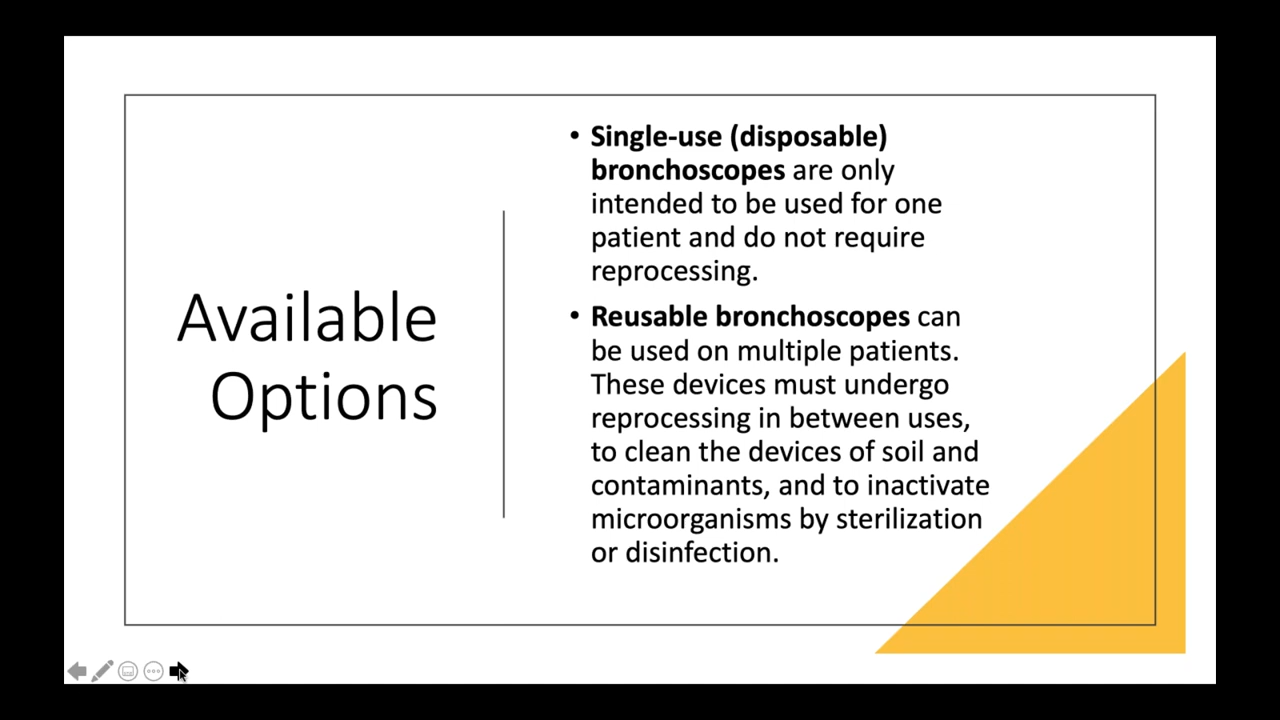 Available
Options
• Single-use (disposable)
bronchoscopes are only
intended to be used for one
patient and do not require
reprocessing.
• Reusable bronchoscopes can
be used on multiple patients.
These devices must undergo
reprocessing in between uses,
to clean the devices of soil and
contaminants, and to inactivate
microorganisms by sterilization
or disinfection.